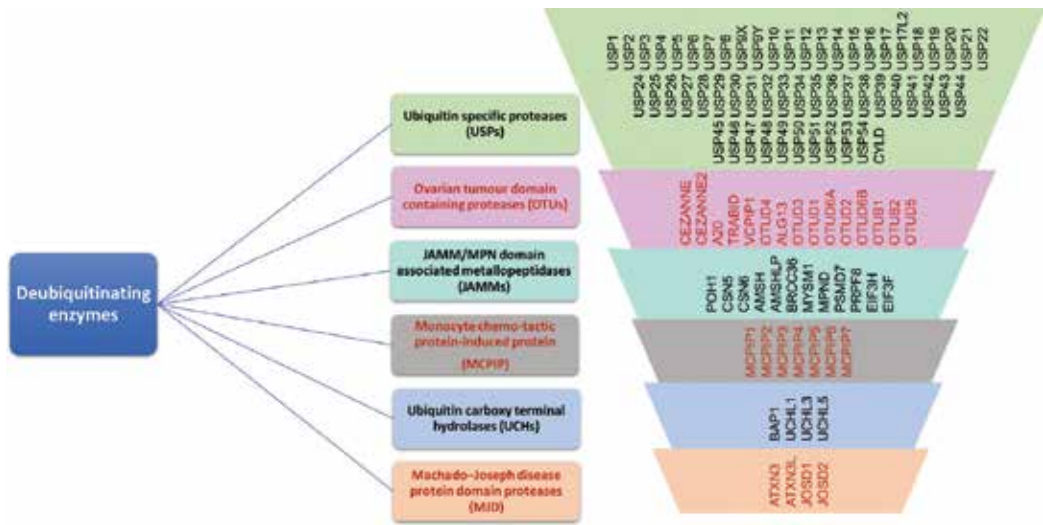 Deubiquitinating
enzymes
Ubiquitin specific proteases
(USPs)
Ovarian tumour domain
containing proteases (OTUs)
JAMM/MPN domain
associated metallopeptidases
(JAMMs)
Monocyte chemo-tactic
protein-induced protein
(MCPIP)
Ubiquitin carboxy terminal
hydrolases (UCHs)
Machado-Joseph disease
protein domain proteases
(MJD)
USP1
USP2
USP3
USP4
USP5
USP6
USP7
USP8
USP9X
USP9Y
USP10
USP11
USP12
USP13
USP14
USP15
USP16
USP17
USP17L2
USP18
USP19
USP20
USP21
USP22
USP24
USP25
USP26
USP27
USP28
USP29
USP30
USP31
USP32
USP33
USP34
USP35
USP36
USP37
USP38
USP39
USP40
USP41
USP42
USP43
USP44
USP45
USP46
USP47
USP48
USP49
USP50
USP51
USP52
USP53
USP54
CYLD
CEZANNE
CEZANNE2
A20
TRABID
VCPIP1
OTUD4
ALG13
OTUD3
OTUD1
OTUD6A
OTUD2
OTUD6B
OTUB1
OTUB2
OTUD5
POH1
CSN5
CSN6
AMSH
AMSHLP
BRCC36
MYSM1
MPND
PSMD7
PRPF8
EIF3H
EIF3F
MCPIP1
MCPIP2
MCPIP3
MCPIP4
MCPIP5
MCPIP6
MCPIP7
BAP1
UCHL1
UCHL3
UCHL5
ATXN3
ATXN3L
JOSD1
JOSD2